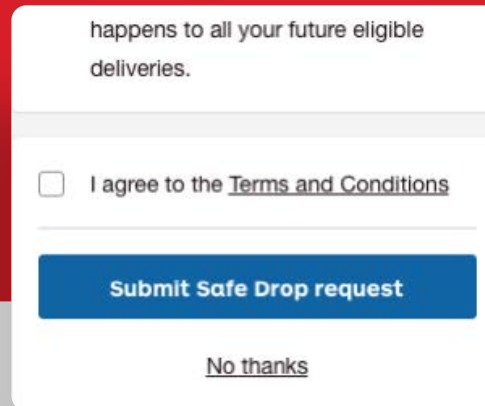 happens to all your future eligible
deliveries.
I agree to the Terms and Conditions
Submit Safe Drop request
No thanks